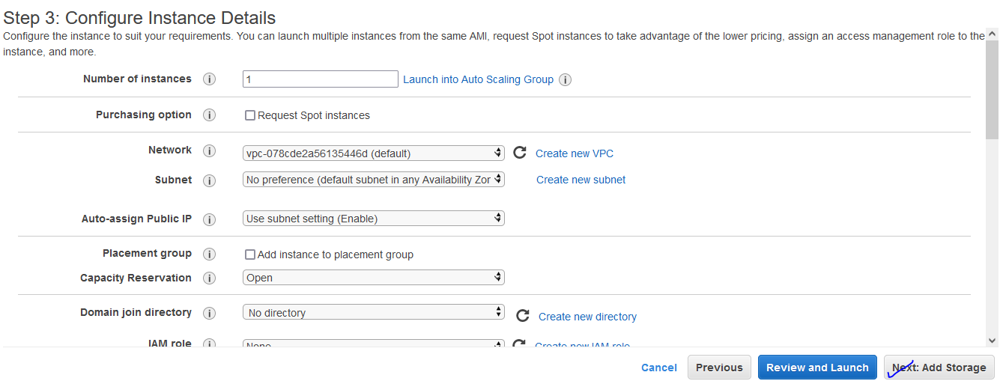 Step 3: Configure Instance Details
Configure the instance to suit your requirements. You can launch multiple instances from the same AMI, request Spot instances to take advantage of the lower pricing, assign an access management role to the
instance, and more.
Number of instances i 1 Launch into Auto Scaling Group i
Purchasing option i Request Spot instances
Network i vpc-078cde2a56135446d (default) Create new VPC
Subnet i No preference (default subnet in any Availability Zor Create new subnet
Auto-assign Public IP i Use subnet setting (Enable)
Placement group i Add instance to placement group
Capacity Reservation i Open
Domain join directory i No directory Create new directory
IAM role i None Create new IAM role
Cancel Previous Review and Launch Next: Add Storage